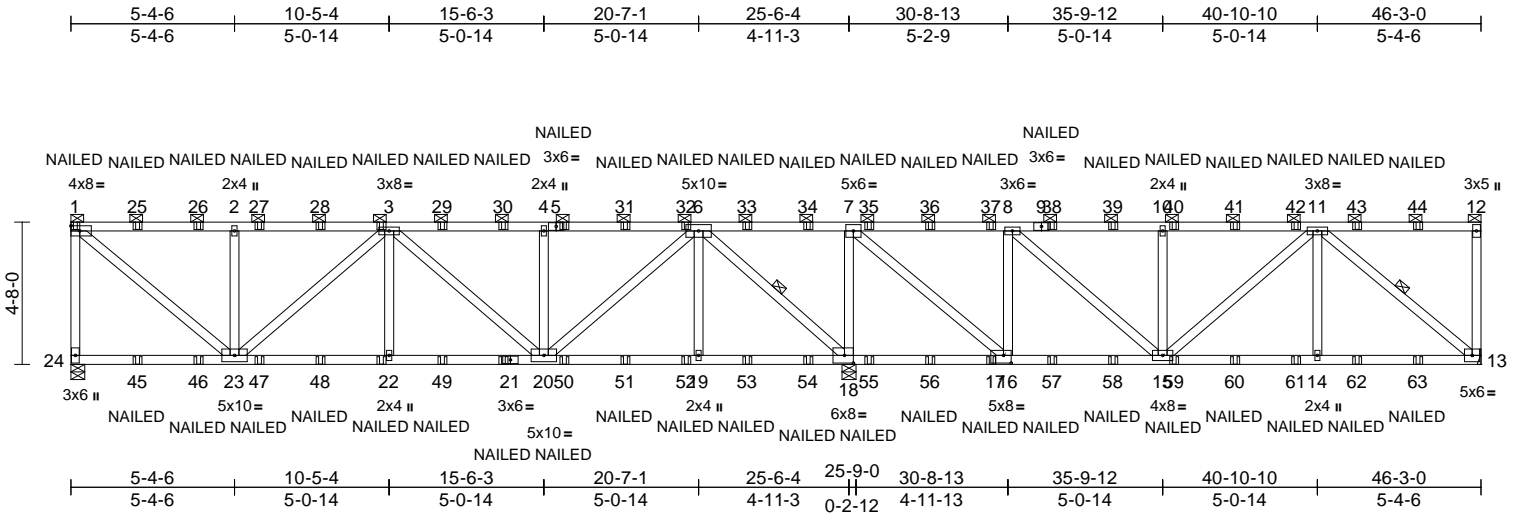 5-4-6 10-5-4 15-6-3 20-7-1 25-6-4 30-8-13 35-9-12 40-10-10 46-3-0
5-4-6 5-0-14 5-0-14 5-0-14 4-11-3 5-2-9 5-0-14 5-0-14 5-4-6
NAILED NAILED
3x6= 3x6=
NAILED NAILED NAILED NAILED NAILED NAILED NAILED NAILED NAILED NAILED NAILED NAILED NAILED NAILED NAILED NAILED NAILED NAILED NAILED NAILED NAILED
4x8= 2x4 II 3x8= 2x4 II 5x10= 5x6= 3x6= 2x4 II 3x8= 3x5 II
1 25 26 2 27 28 3 29 30 4 5 31 32 6 33 34 7 35 36 37 8 9 38 39 10 40 41 42 11 43 44 12
4-8-0
24 13
45 46 23 47 48 22 49 21 20 50 51 52 19 53 54 18 55 56 17 16 57 58 15 59 60 61 14 62 63
3x6 II 5x10= 2x4 II 3x6= 2x4 II 6x8= 5x8= 4x8= 2x4 II 5x6=
NAILED NAILED NAILED NAILED NAILED NAILED NAILED NAILED NAILED NAILED NAILED NAILED NAILED NAILED NAILED NAILED NAILED NAILED
5x10=
NAILED NAILED
25-9-0
5-4-6 10-5-4 15-6-3 20-7-1 25-6-4 30-8-13 35-9-12 40-10-10 46-3-0
5-4-6 5-0-14 5-0-14 5-0-14 4-11-3 0-2-12 4-11-13 5-0-14 5-0-14 5-4-6